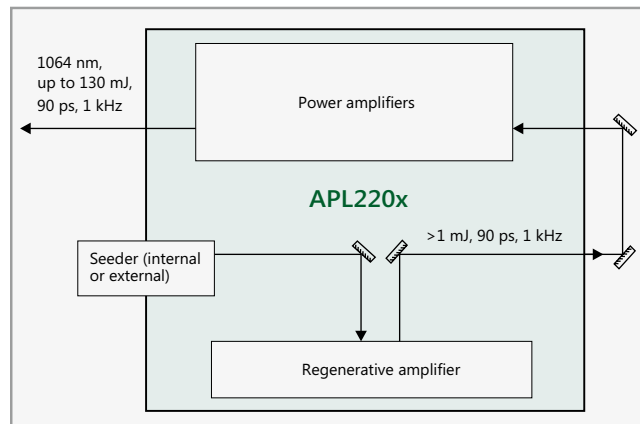 1064 nm,
up to 130 mJ,
90 ps, 1 kHz
Power amplifiers
APL220x
>1 mJ, 90 ps, 1 kHz
Seeder (internal
or external)
Regenerative amplifier